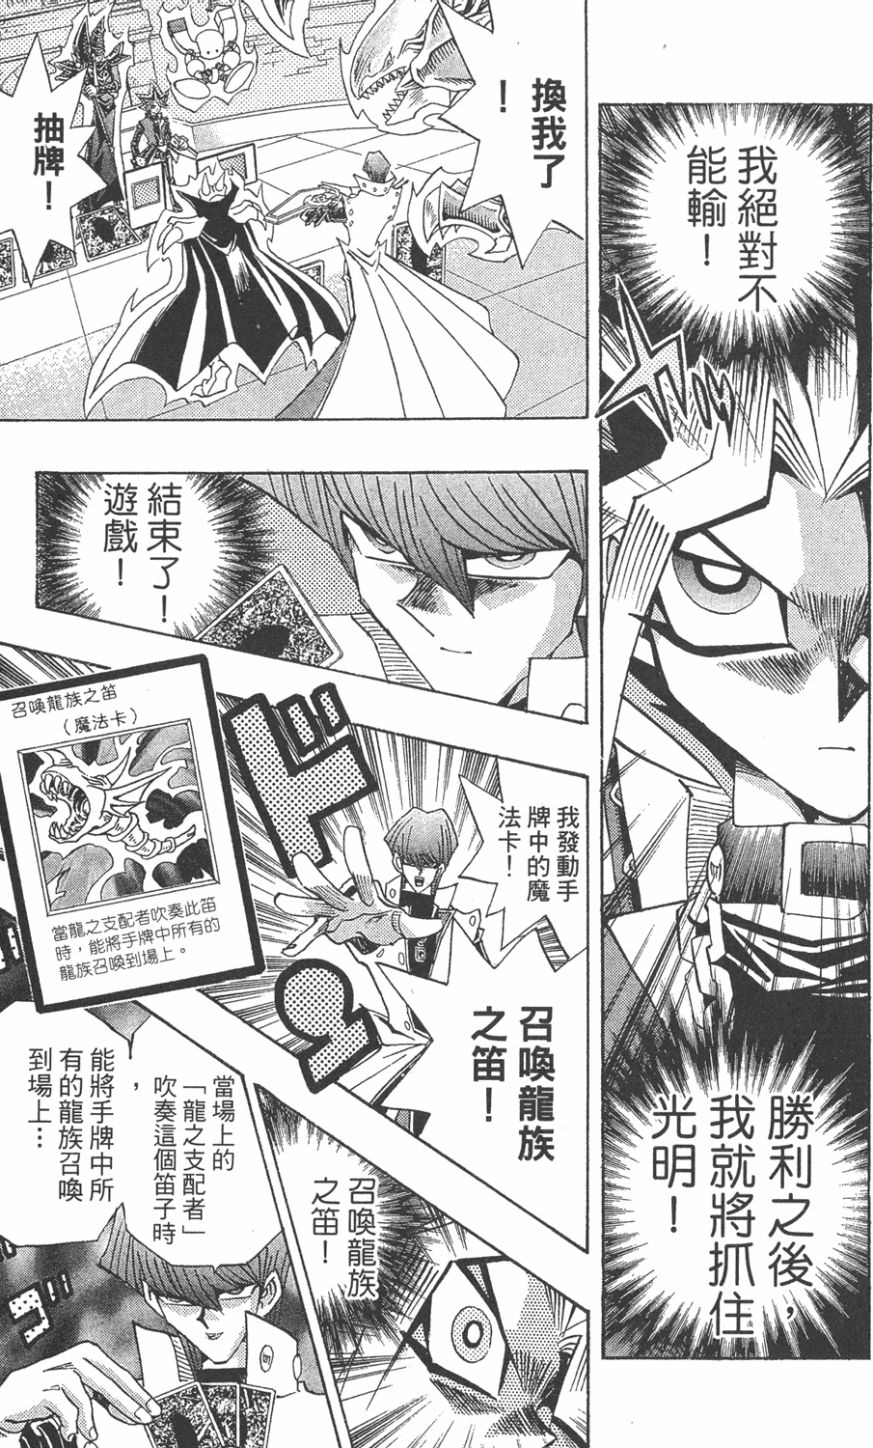 我絕對不
能輸！
勝利之後，
我就將抓住
光明！
換我了
！
抽牌！
結束了！
遊戲！
我發動手
牌中的魔
法卡！
召喚龍族
之笛！
ド
ン
召喚龍族之笛
（魔法卡）
當龍之支配者吹奏此笛
時，能將手牌中所有的
龍族召喚到場上。
召喚龍族
之笛！
當場上的
「龍之支配者」
吹奏這個笛子時
，
能將手牌中所
有的龍族召喚
到場上…